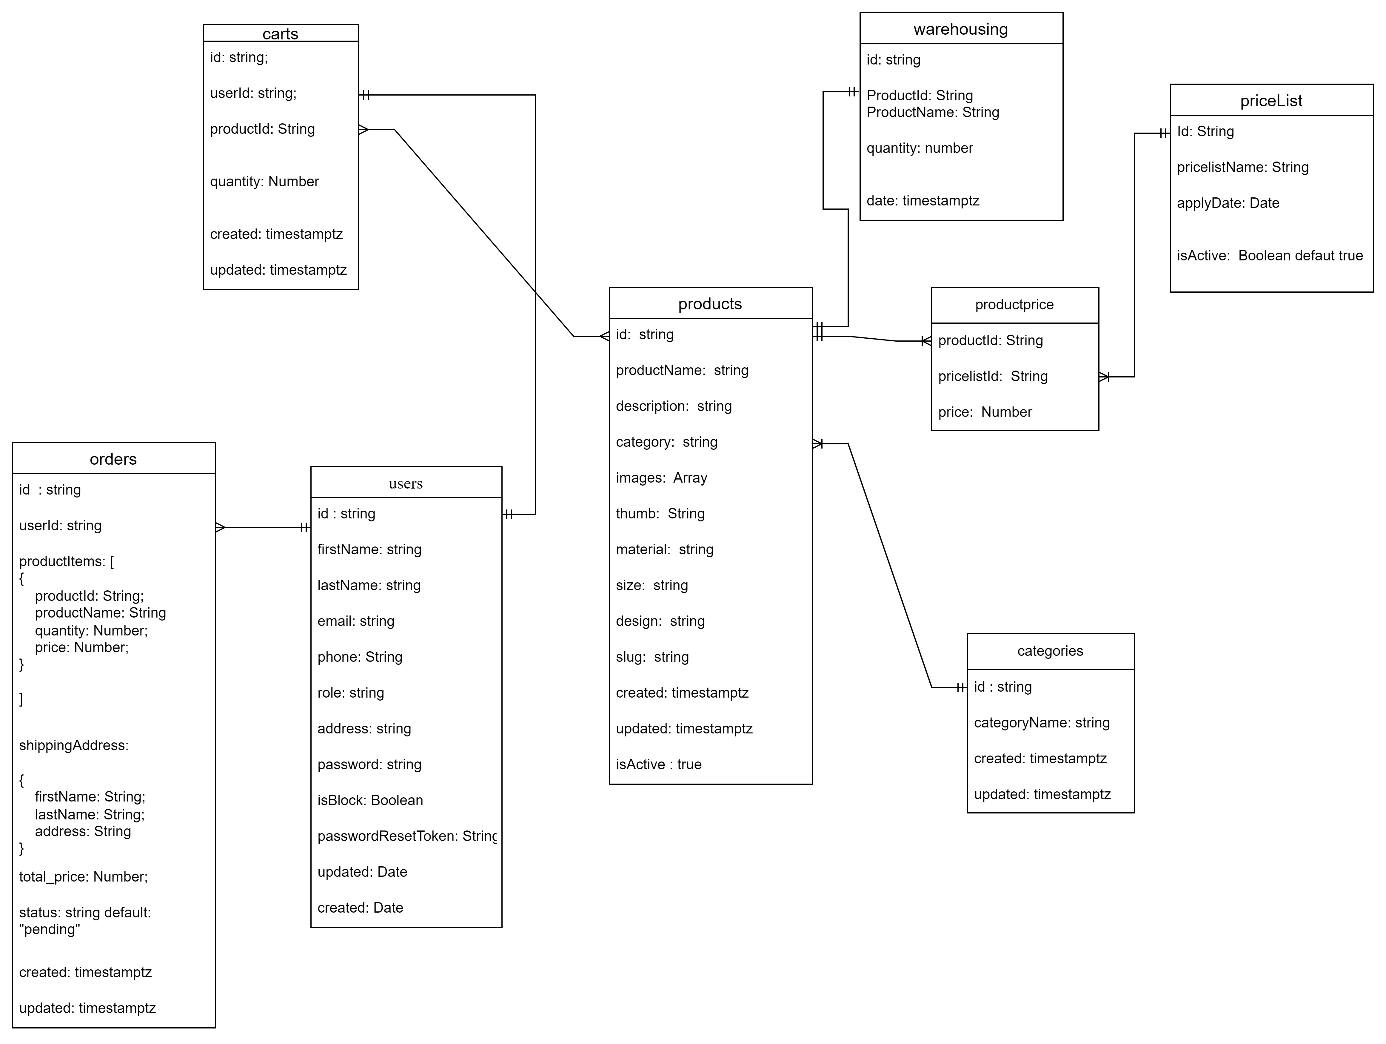 carts
id: string;
userId: string;
productId: String
quantity: Number
created: timestamptz
updated: timestamptz
warehousing
id: string
ProductId: String
ProductName: String
quantity: number
date: timestamptz
priceList
Id: String
pricelistName: String
applyDate: Date
isActive:  Boolean defaut true
products
id:  string
productName:  string
description:  string
category:  string
images:  Array
thumb:  String
material:  string
size:  string
design:  string
slug:  string
created: timestamptz
updated: timestamptz
isActive : true
productprice
productId: String
pricelistId:  String
price:  Number
orders
id  : string
userId: string
productItems: [
{
productId: String;
productName: String
quantity: Number;
price: Number;
}
]
shippingAddress:
{
firstName: String;
lastName: String;
address: String
}
total_price: Number;
status: string default:
"pending"
created: timestamptz
updated: timestamptz
users
id : string
firstName: string
lastName: string
email: string
phone: String
role: string
address: string
password: string
isBlock: Boolean
passwordResetToken: String
updated: Date
created: Date
categories
id : string
categoryName: string
created: timestamptz
updated: timestamptz